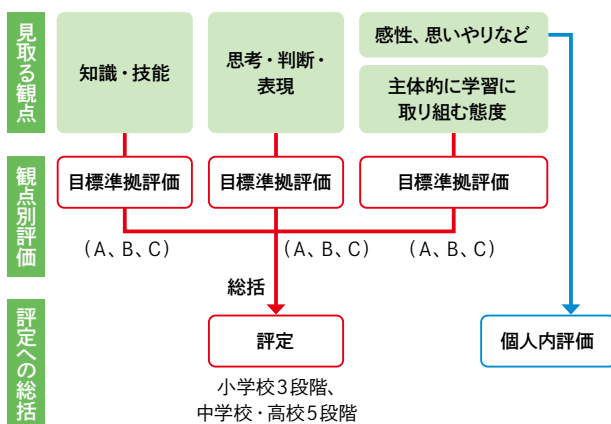 見取る観点
知識・技能
思考・判断・
表現
感性、思いやりなど
主体的に学習に
取り組む態度
観点別評価
目標準拠評価
目標準拠評価
目標準拠評価
（A、B、C）
（A、B、C）
（A、B、C）
総括
評定への総括
評定
個人内評価
小学校3段階、
中学校・高校5段階